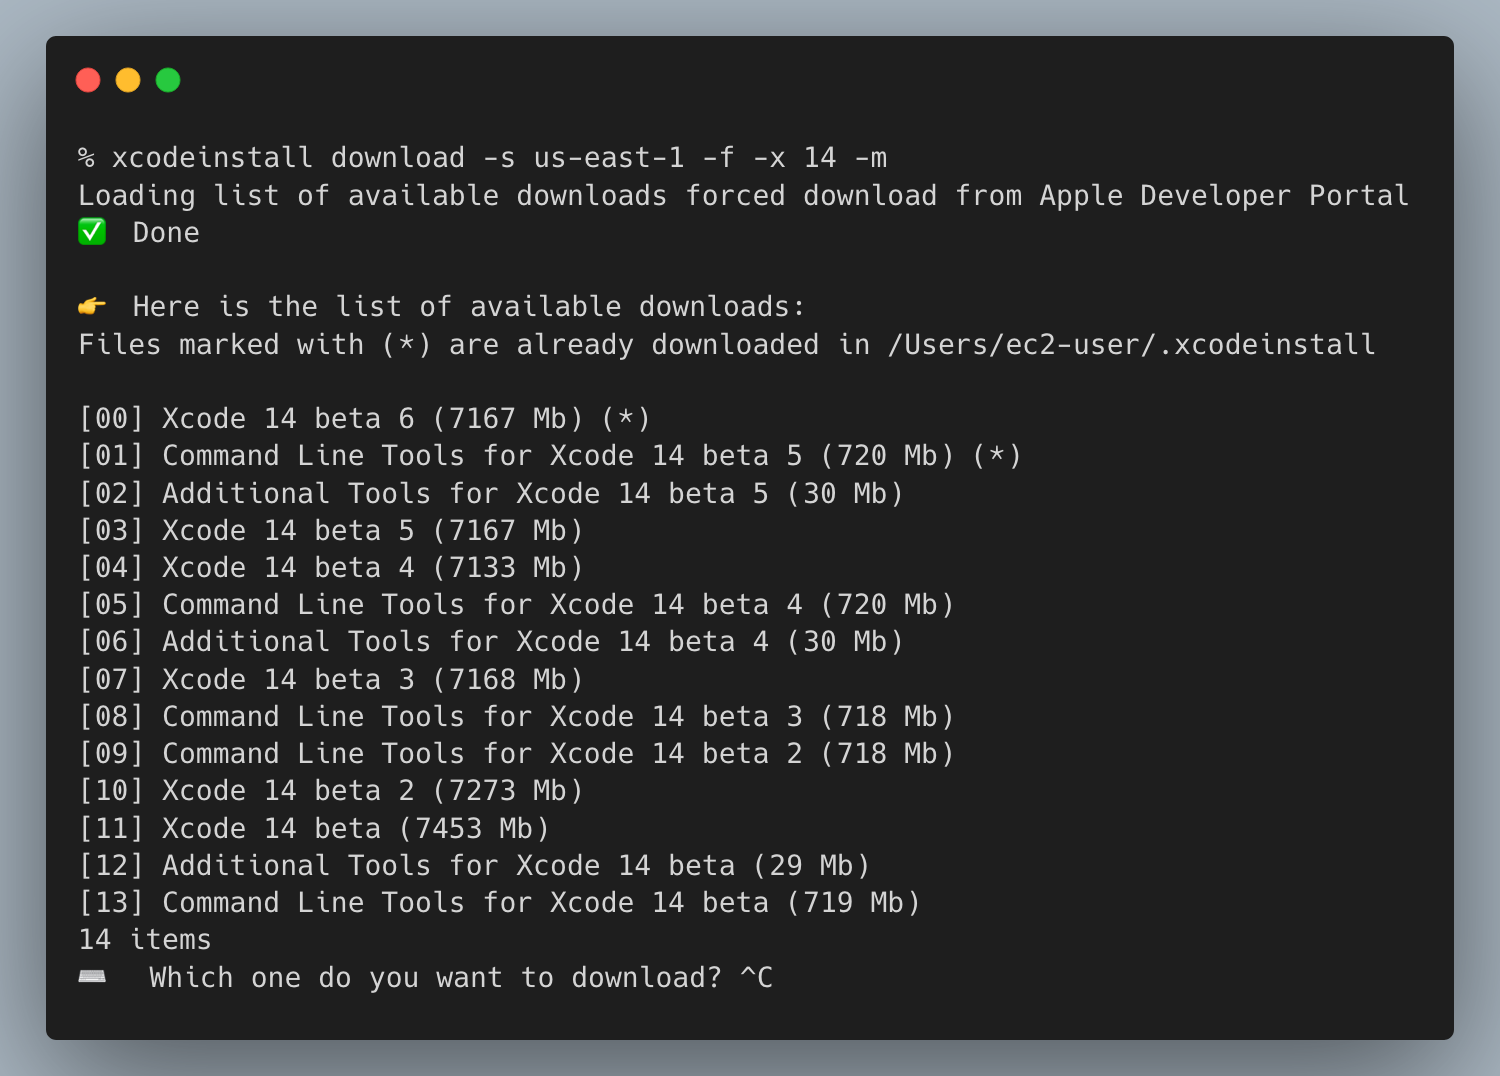 % xcodeinstall download -s us-east-1 -f -x 14 -m
Loading list of available downloads forced download from Apple Developer Portal
✅ Done
👉 Here is the list of available downloads:
Files marked with (*) are already downloaded in /Users/ec2-user/.xcodeinstall
[00] Xcode 14 beta 6 (7167 Mb) (*)
[01] Command Line Tools for Xcode 14 beta 5 (720 Mb) (*)
[02] Additional Tools for Xcode 14 beta 5 (30 Mb)
[03] Xcode 14 beta 5 (7167 Mb)
[04] Xcode 14 beta 4 (7133 Mb)
[05] Command Line Tools for Xcode 14 beta 4 (720 Mb)
[06] Additional Tools for Xcode 14 beta 4 (30 Mb)
[07] Xcode 14 beta 3 (7168 Mb)
[08] Command Line Tools for Xcode 14 beta 3 (718 Mb)
[09] Command Line Tools for Xcode 14 beta 2 (718 Mb)
[10] Xcode 14 beta 2 (7273 Mb)
[11] Xcode 14 beta (7453 Mb)
[12] Additional Tools for Xcode 14 beta (29 Mb)
[13] Command Line Tools for Xcode 14 beta (719 Mb)
14 items
⌨️ Which one do you want to download? ^C